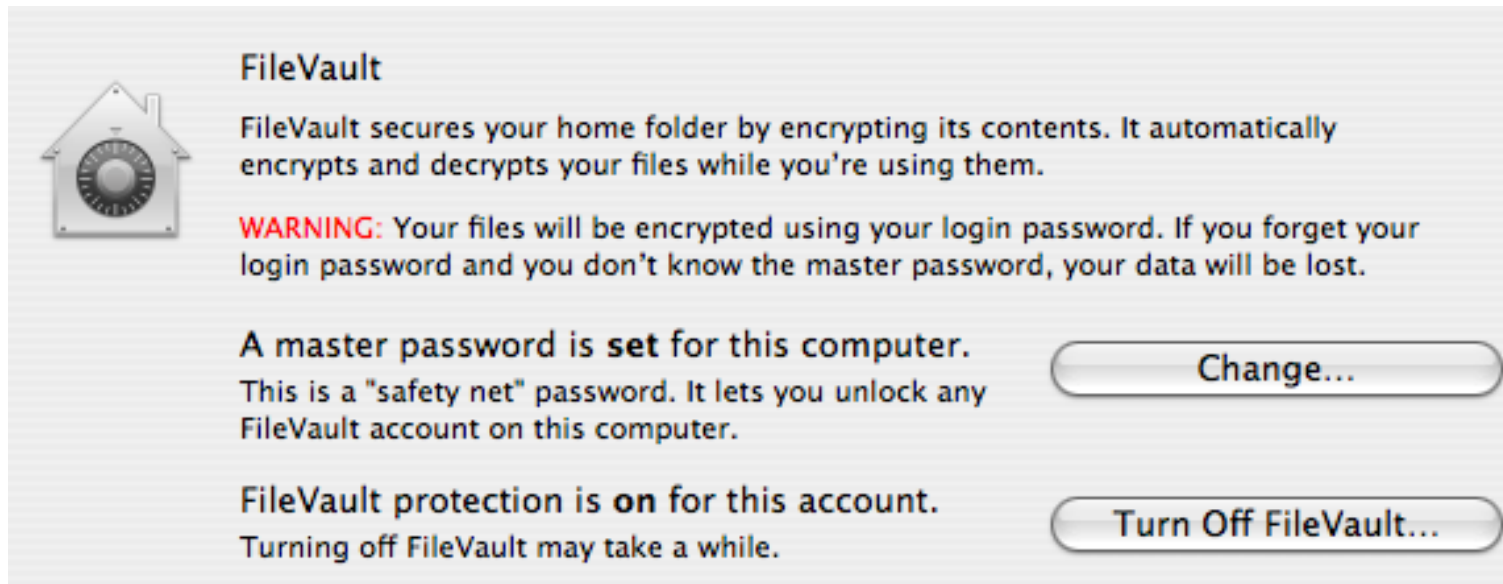 FileVault
FileVault secures your home folder by encrypting its contents. It automatically
encrypts and decrypts your files while you’re using them.
WARNING: Your files will be encrypted using your login password. If you forget your
login password and you don’t know the master password, your data will be lost.
A master password is set for this computer.
Change...
This is a "safety net" password. It lets you unlock any
FileVault account on this computer.
FileVault protection is on for this account.
Turn Off FileVault...
Turning off FileVault may take a while.